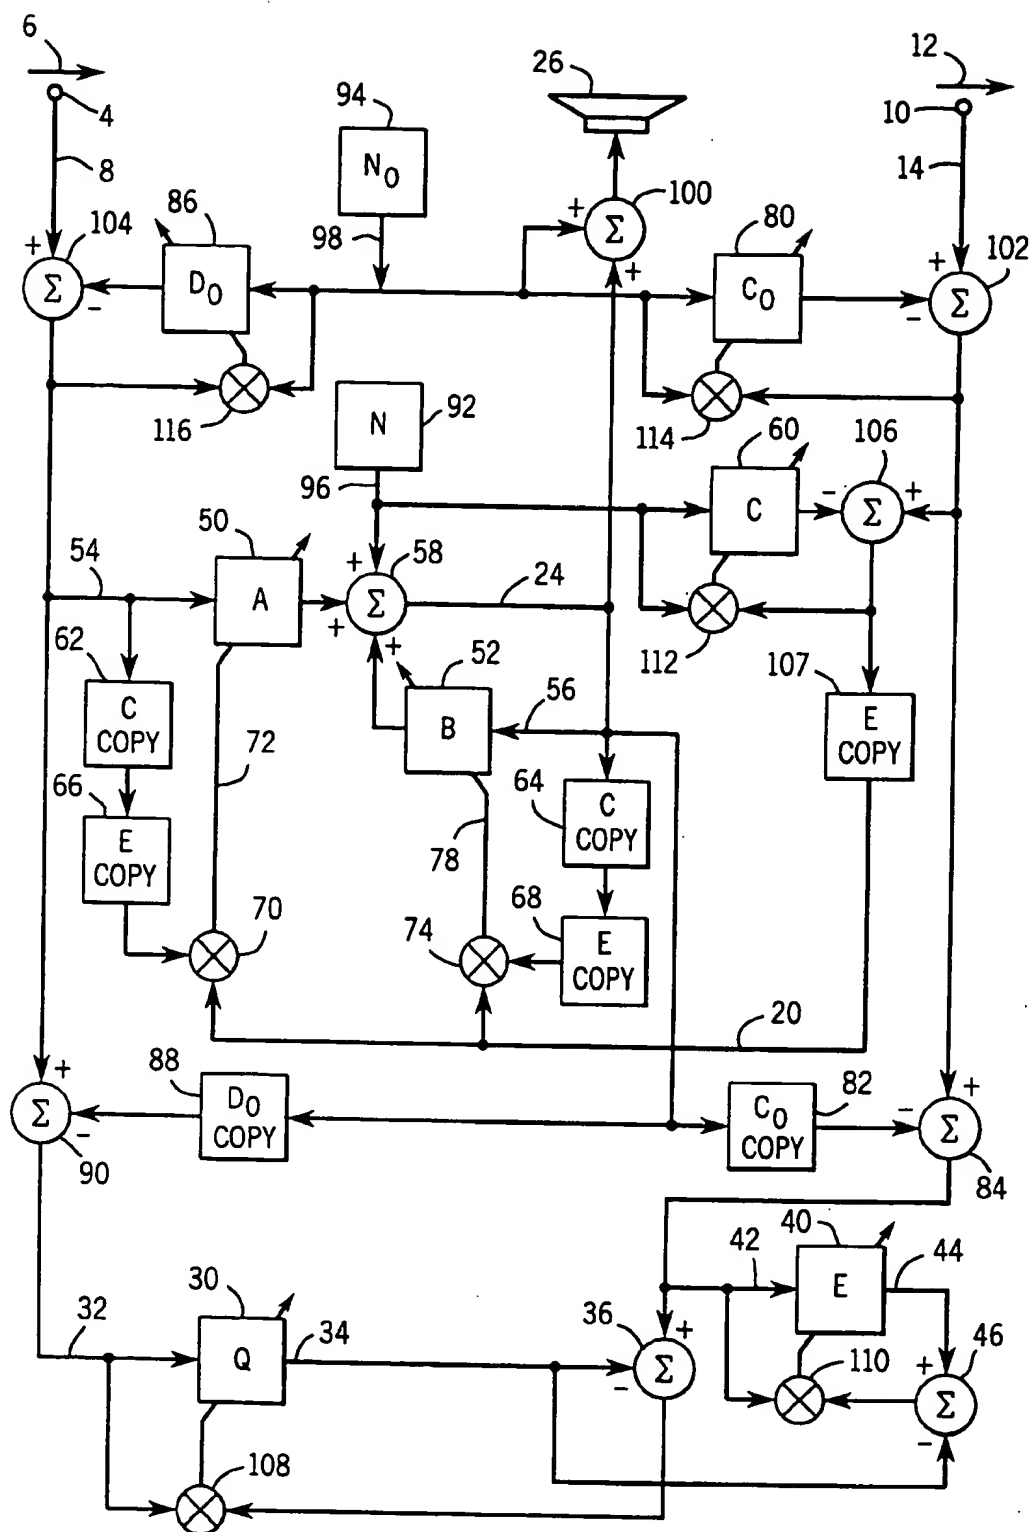 6
12
94
26
4
10
8
N0
14
86
100
80
104
+
98
+
+
102
Σ
D0
Σ
+
C0
Σ
-
-
116
N
92
114
60
106
96
-
+
C
Σ
50
54
+
58
24
A
Σ
+
+
112
62
52
56
107
C
COPY
B
E
COPY
72
66
64
C
COPY
E
COPY
78
68
70
74
E
COPY
20
88
82
+
D0
COPY
C0
COPY
-
+
Σ
-
Σ
90
84
40
42
44
30
E
32
34
36
+
46
Q
Σ
110
+
-
Σ
-
108